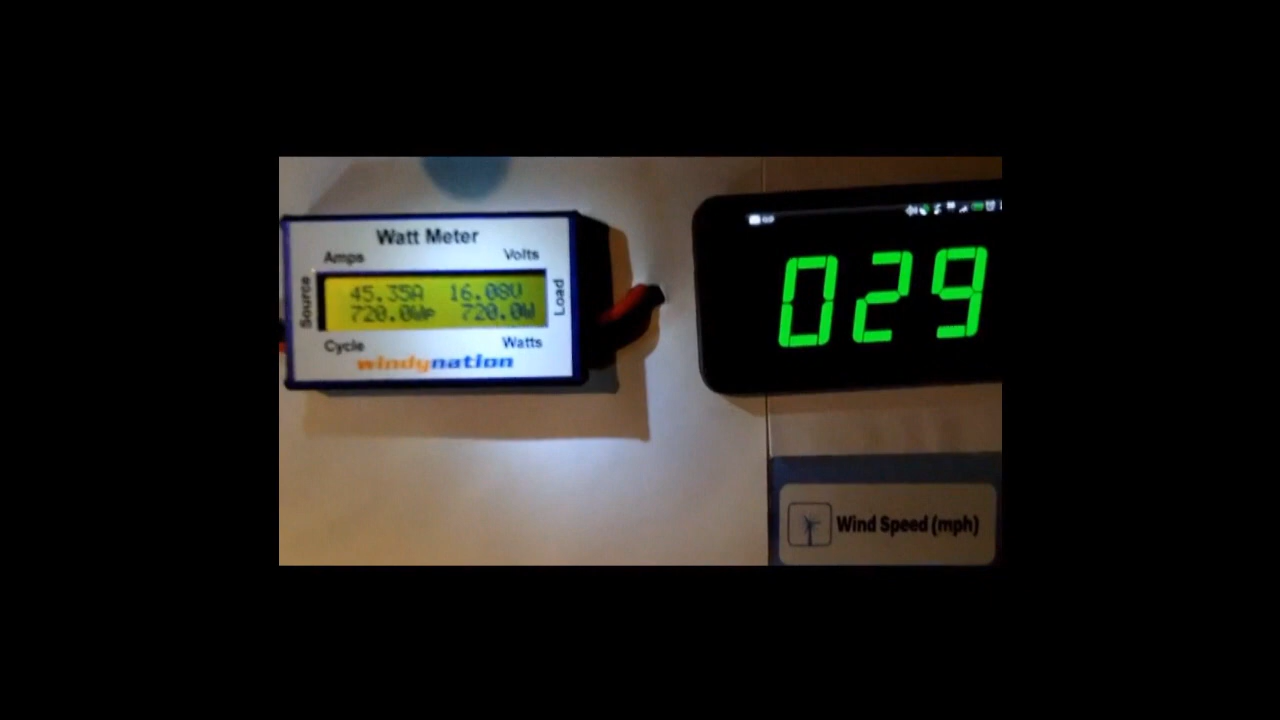 Watt Meter
Amps Volts
Source
45.35A 16.08V
720.0Wp 720.0W
Load
Cycle Watts
windynation
029
Wind Speed (mph)